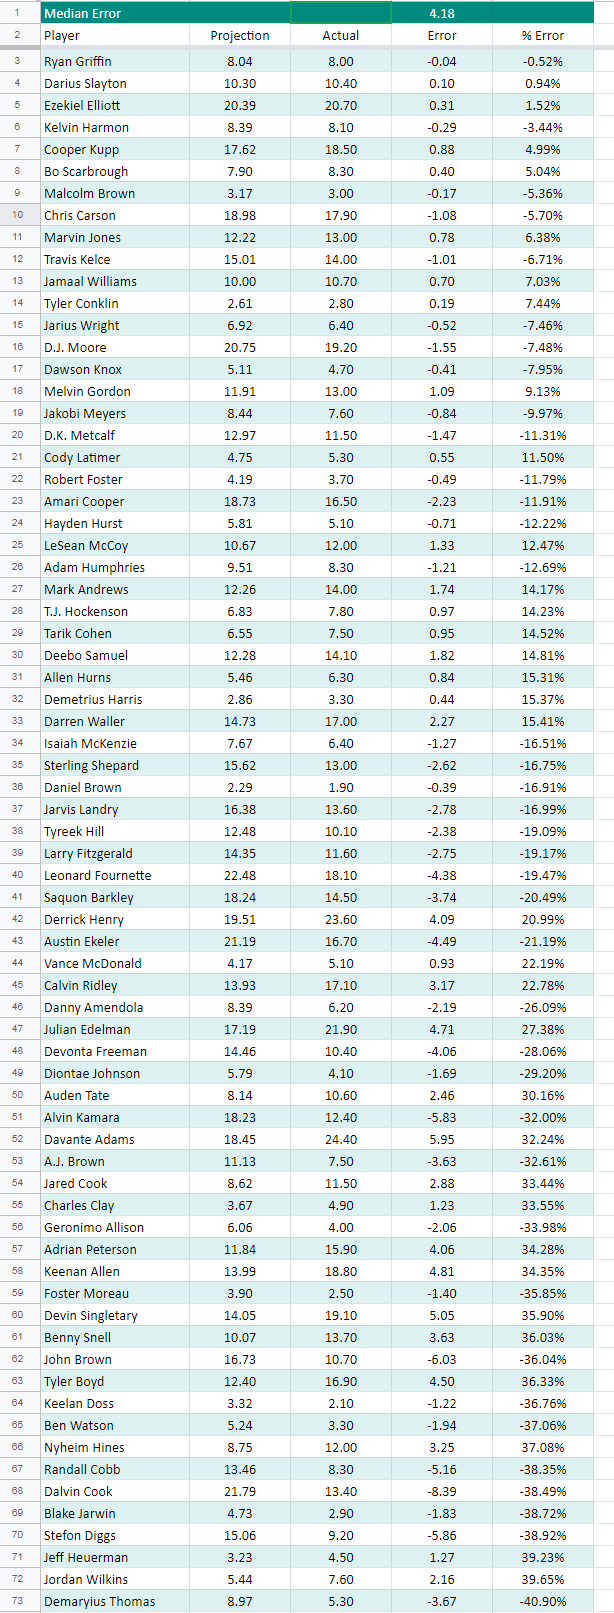 1 Median Error 4.18
2 Player Projection Actual Error % Error
3 Ryan Griffin 8.04 8.00 -0.04 -0.52%
4 Darius Slayton 10.30 10.40 0.10 0.94%
5 Ezekiel Elliott 20.39 20.70 0.31 1.52%
6 Kelvin Harmon 8.39 8.10 -0.29 -3.44%
7 Cooper Kupp 17.62 18.50 0.88 4.99%
8 Bo Scarbrough 7.90 8.30 0.40 5.04%
9 Malcolm Brown 3.17 3.00 -0.17 -5.36%
10 Chris Carson 18.98 17.90 -1.08 -5.70%
11 Marvin Jones 12.22 13.00 0.78 6.38%
12 Travis Kelce 15.01 14.00 -1.01 -6.71%
13 Jamaal Williams 10.00 10.70 0.70 7.03%
14 Tyler Conklin 2.61 2.80 0.19 7.44%
15 Jarius Wright 6.92 6.40 -0.52 -7.46%
16 D.J. Moore 20.75 19.20 -1.55 -7.48%
17 Dawson Knox 5.11 4.70 -0.41 -7.95%
18 Melvin Gordon 11.91 13.00 1.09 9.13%
19 Jakobi Meyers 8.44 7.60 -0.84 -9.97%
20 D.K. Metcalf 12.97 11.50 -1.47 -11.31%
21 Cody Latimer 4.75 5.30 0.55 11.50%
22 Robert Foster 4.19 3.70 -0.49 -11.79%
23 Amari Cooper 18.73 16.50 -2.23 -11.91%
24 Hayden Hurst 5.81 5.10 -0.71 -12.22%
25 LeSean McCoy 10.67 12.00 1.33 12.47%
26 Adam Humphries 9.51 8.30 -1.21 -12.69%
27 Mark Andrews 12.26 14.00 1.74 14.17%
28 T.J. Hockenson 6.83 7.80 0.97 14.23%
29 Tarik Cohen 6.55 7.50 0.95 14.52%
30 Deebo Samuel 12.28 14.10 1.82 14.81%
31 Allen Hurns 5.46 6.30 0.84 15.31%
32 Demetrius Harris 2.86 3.30 0.44 15.37%
33 Darren Waller 14.73 17.00 2.27 15.41%
34 Isaiah McKenzie 7.67 6.40 -1.27 -16.51%
35 Sterling Shepard 15.62 13.00 -2.62 -16.75%
36 Daniel Brown 2.29 1.90 -0.39 -16.91%
37 Jarvis Landry 16.38 13.60 -2.78 -16.99%
38 Tyreek Hill 12.48 10.10 -2.38 -19.09%
39 Larry Fitzgerald 14.35 11.60 -2.75 -19.17%
40 Leonard Fournette 22.48 18.10 -4.38 -19.47%
41 Saquon Barkley 18.24 14.50 -3.74 -20.49%
42 Derrick Henry 19.51 23.60 4.09 20.99%
43 Austin Ekeler 21.19 16.70 -4.49 -21.19%
44 Vance McDonald 4.17 5.10 0.93 22.19%
45 Calvin Ridley 13.93 17.10 3.17 22.78%
46 Danny Amendola 8.39 6.20 -2.19 -26.09%
47 Julian Edelman 17.19 21.90 4.71 27.38%
48 Devonta Freeman 14.46 10.40 -4.06 -28.06%
49 Diontae Johnson 5.79 4.10 -1.69 -29.20%
50 Auden Tate 8.14 10.60 2.46 30.16%
51 Alvin Kamara 18.23 12.40 -5.83 -32.00%
52 Davante Adams 18.45 24.40 5.95 32.24%
53 A.J. Brown 11.13 7.50 -3.63 -32.61%
54 Jared Cook 8.62 11.50 2.88 33.44%
55 Charles Clay 3.67 4.90 1.23 33.55%
56 Geronimo Allison 6.06 4.00 -2.06 -33.98%
57 Adrian Peterson 11.84 15.90 4.06 34.28%
58 Keenan Allen 13.99 18.80 4.81 34.35%
59 Foster Moreau 3.90 2.50 -1.40 -35.85%
60 Devin Singletary 14.05 19.10 5.05 35.90%
61 Benny Snell 10.07 13.70 3.63 36.03%
62 John Brown 16.73 10.70 -6.03 -36.04%
63 Tyler Boyd 12.40 16.90 4.50 36.33%
64 Keelan Doss 3.32 2.10 -1.22 -36.76%
65 Ben Watson 5.24 3.30 -1.94 -37.06%
66 Nyheim Hines 8.75 12.00 3.25 37.08%
67 Randall Cobb 13.46 8.30 -5.16 -38.35%
68 Dalvin Cook 21.79 13.40 -8.39 -38.49%
69 Blake Jarwin 4.73 2.90 -1.83 -38.72%
70 Stefon Diggs 15.06 9.20 -5.86 -38.92%
71 Jeff Heuerman 3.23 4.50 1.27 39.23%
72 Jordan Wilkins 5.44 7.60 2.16 39.65%
73 Demaryius Thomas 8.97 5.30 -3.67 -40.90%